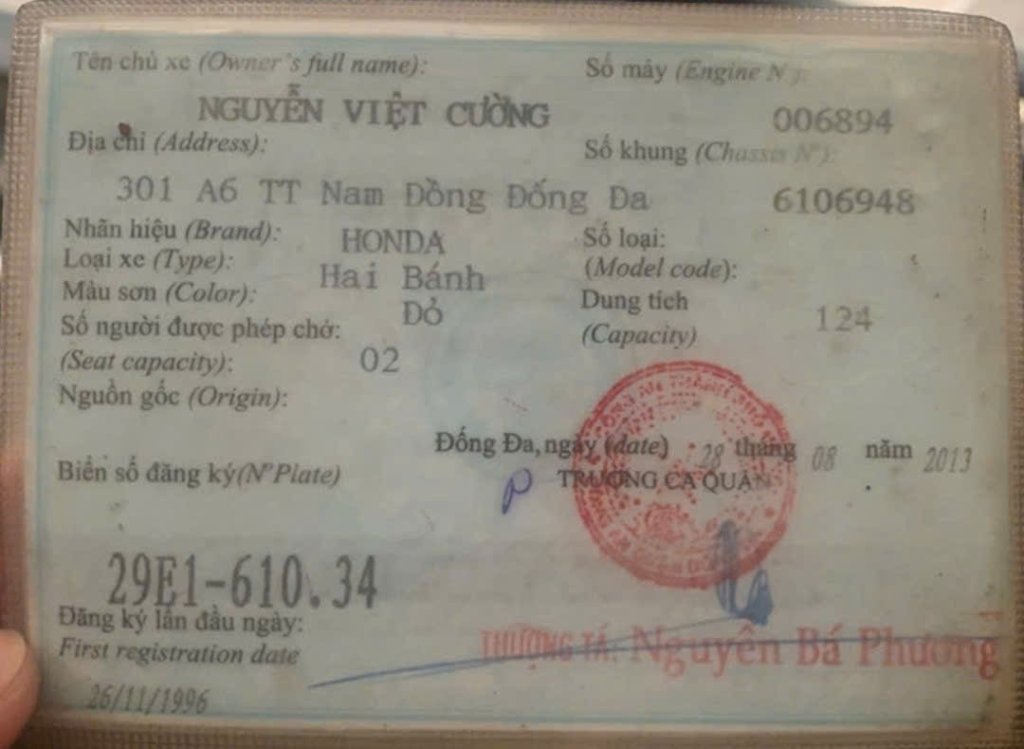 Tên chủ xe (Owner's full name):
NGUYỄN VIỆT CƯỜNG
Địa chỉ (Address):
301 A6 TT Nam Đồng Đống Đa
Nhãn hiệu (Brand): HONDA
Loại xe (Type): Hai Bánh
Màu sơn (Color): Đỏ
Số người được phép chở:
(Seat capacity): 02
Nguồn gốc (Origin):
Số máy (Engine N°):
006894
Số khung (Chassis N°):
6106948
Số loại:
(Model code):
Dung tích
(Capacity) 124
Đống Đa, ngày (date) 28 tháng 08 năm 2013
TRƯỞNG CA QUẬN
Biển số đăng ký(N°Plate)
29E1-610.34
Đăng ký lần đầu ngày:
First registration date
26/11/1996
THƯỢNG TÁ: Nguyễn Bá Phương